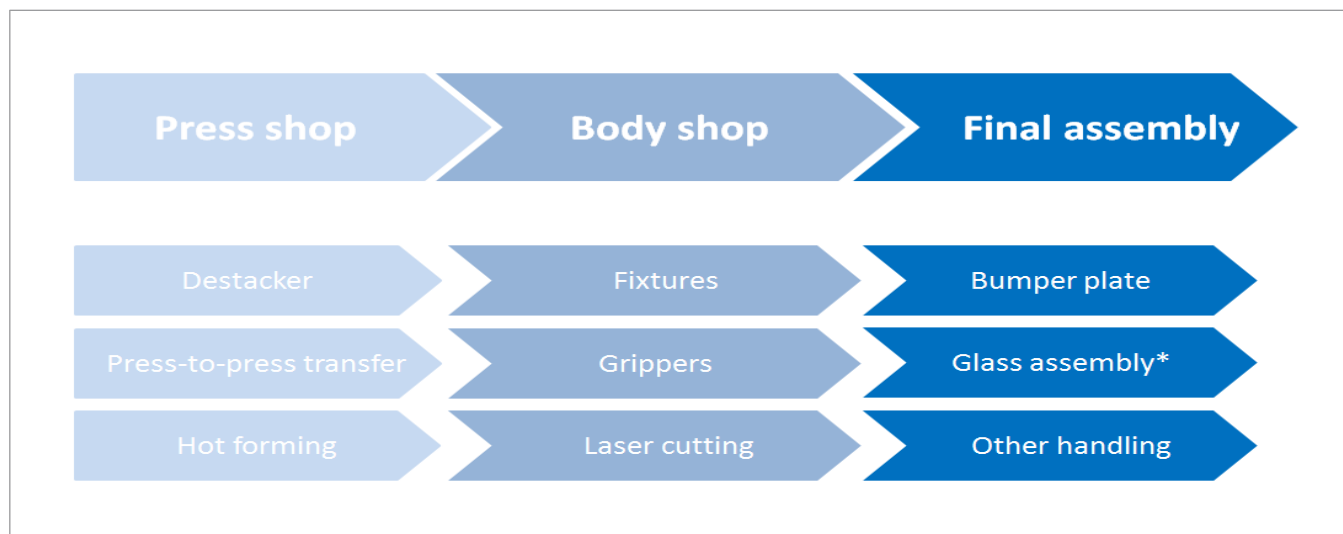 Press shop
Body shop
Final assembly
Destacker
Fixtures
Bumper plate
Press-to-press transfer
Grippers
Glass assembly*
Hot forming
Laser cutting
Other handling